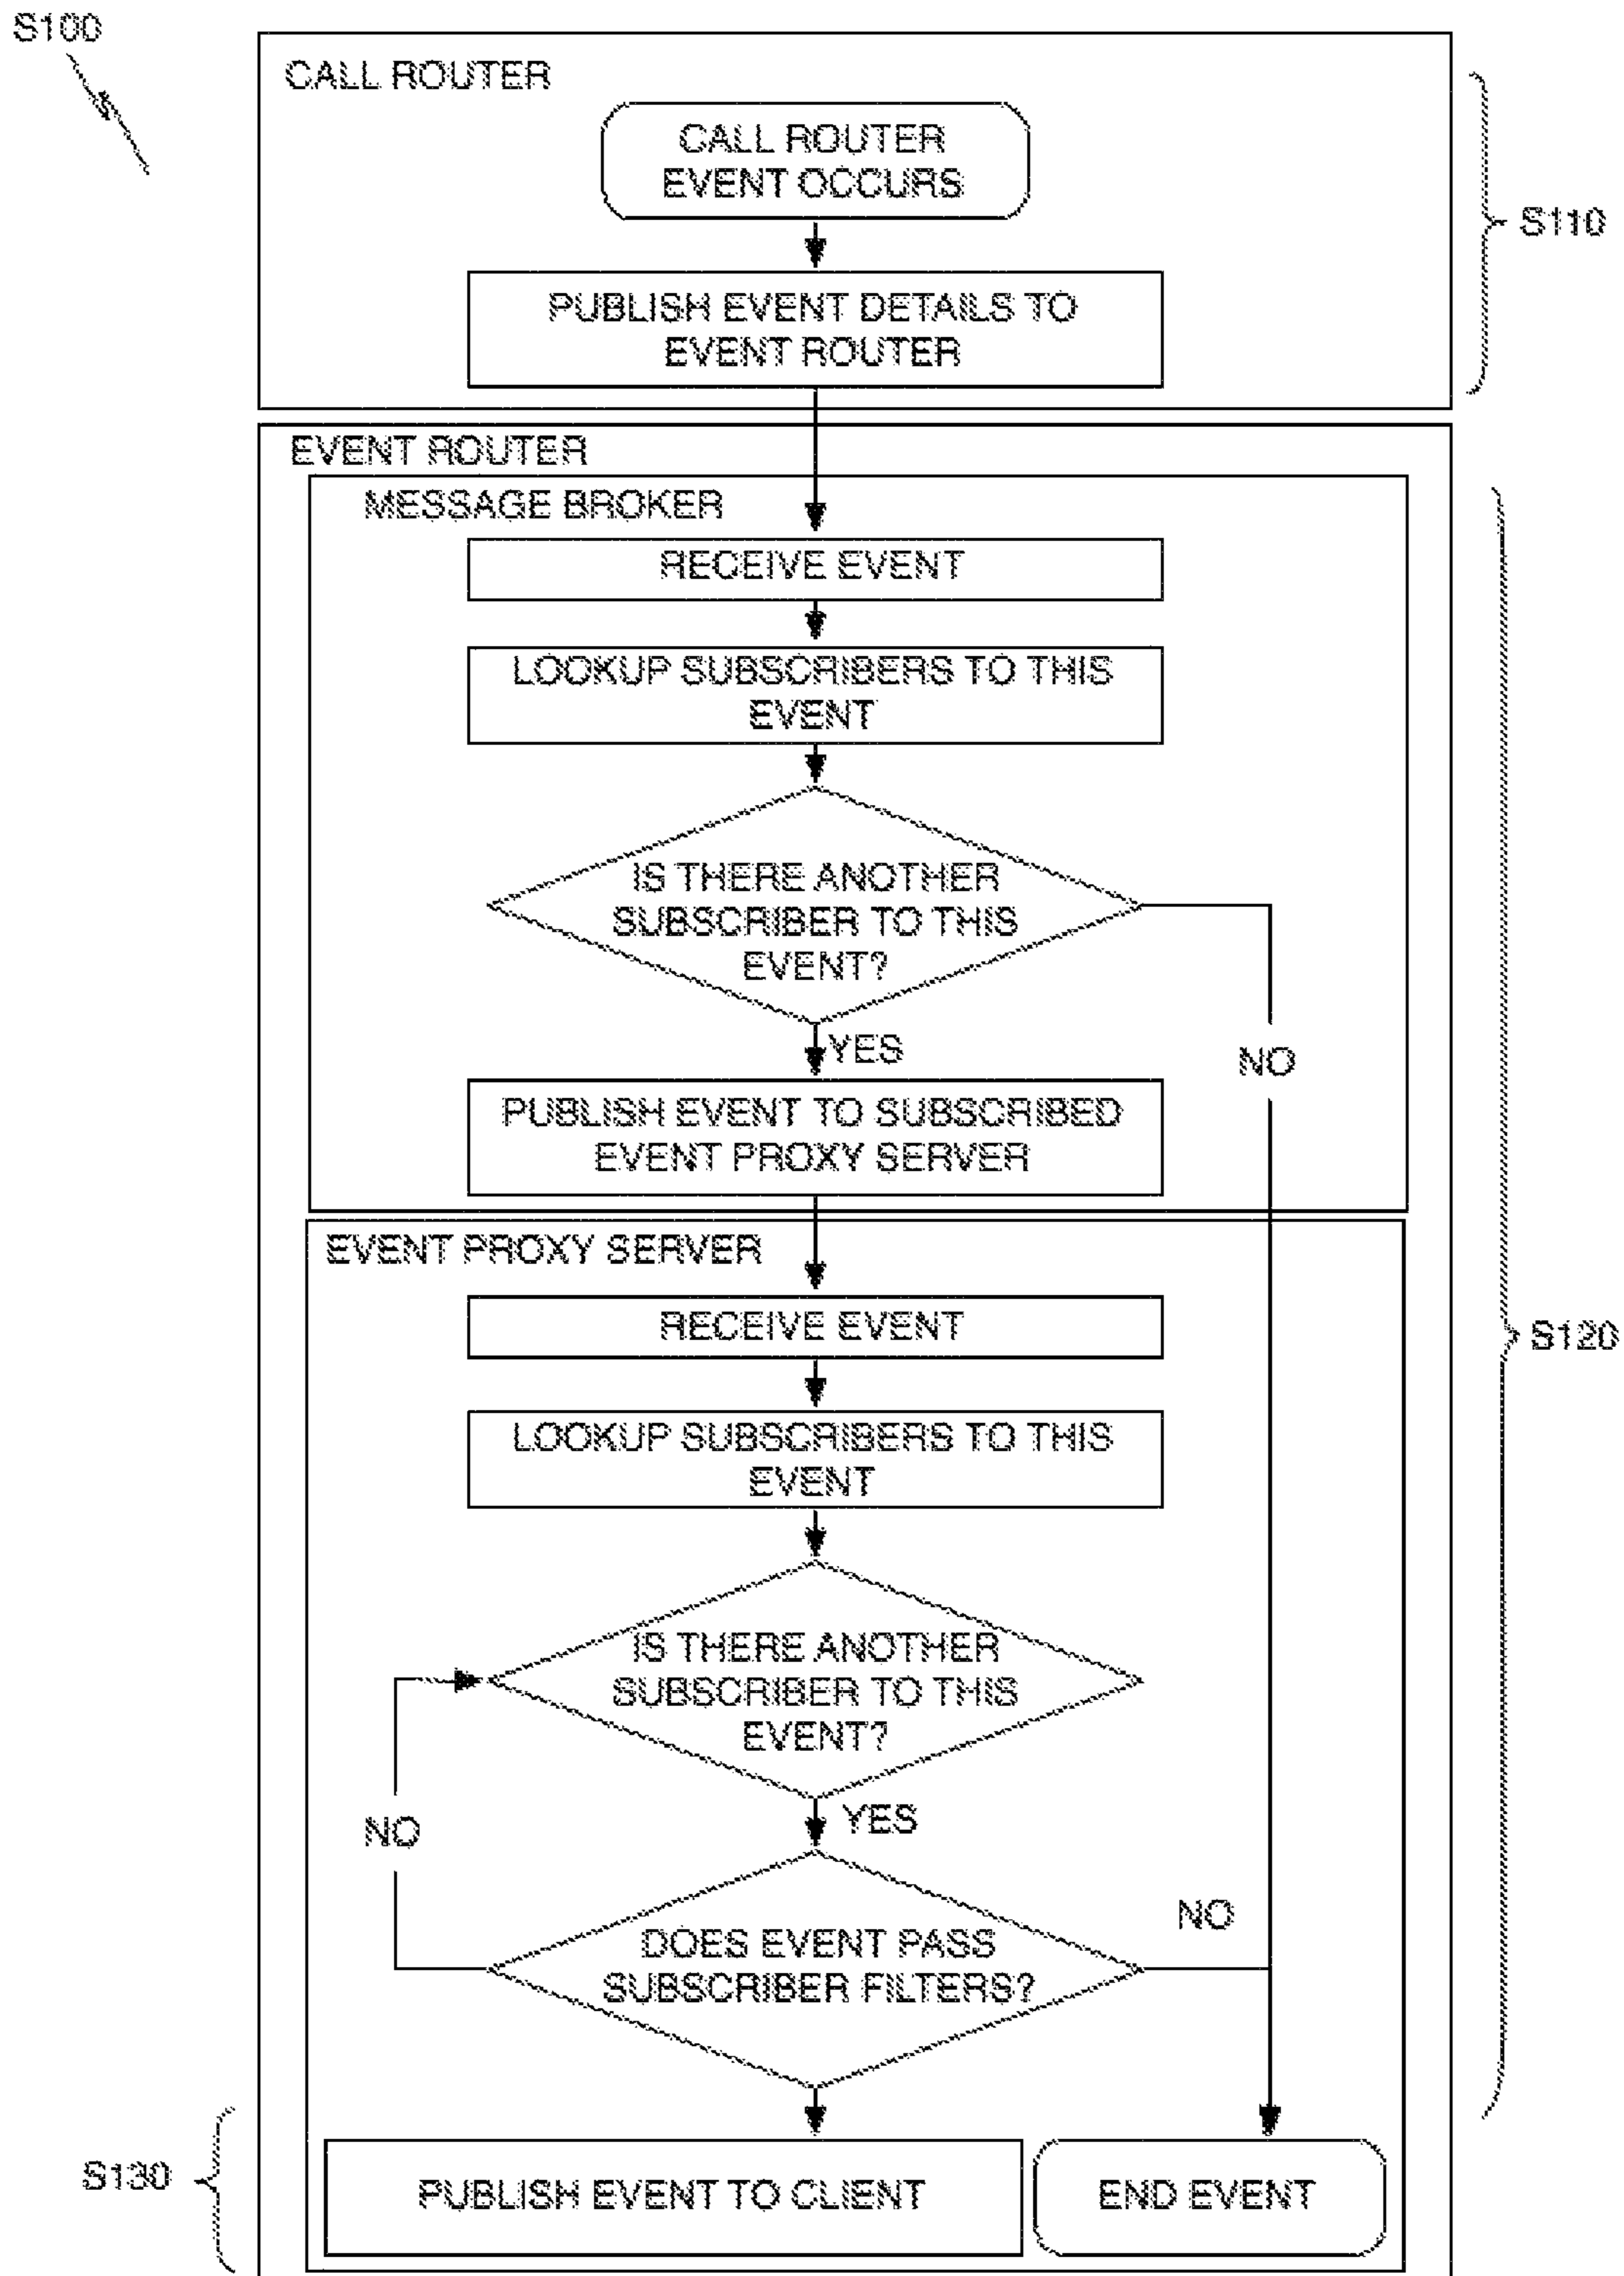 S100
CALL ROUTER
CALL ROUTER
EVENT OCCURS
S110
PUBLISH EVENT DETAILS TO
EVENT ROUTER
EVENT ROUTER
MESSAGE BROKER
RECEIVE EVENT
LOOKUP SUBSCRIBERS TO THIS
EVENT
IS THERE ANOTHER
SUBSCRIBER TO THIS
EVENT?
YES
NO
PUBLISH EVENT TO SUBSCRIBED
EVENT PROXY SERVER
EVENT PROXY SERVER
RECEIVE EVENT
S120
LOOKUP SUBSCRIBERS TO THIS
EVENT
IS THERE ANOTHER
SUBSCRIBER TO THIS
EVENT?
YES
NO
NO
DOES EVENT PASS
SUBSCRIBER FILTERS?
S130
PUBLISH EVENT TO CLIENT
END EVENT